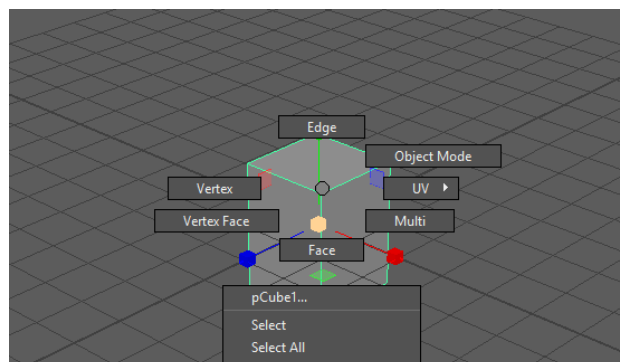 Edge
Object Mode
Vertex
UV
Vertex Face
Multi
Face
pCube1...
Select
Select All